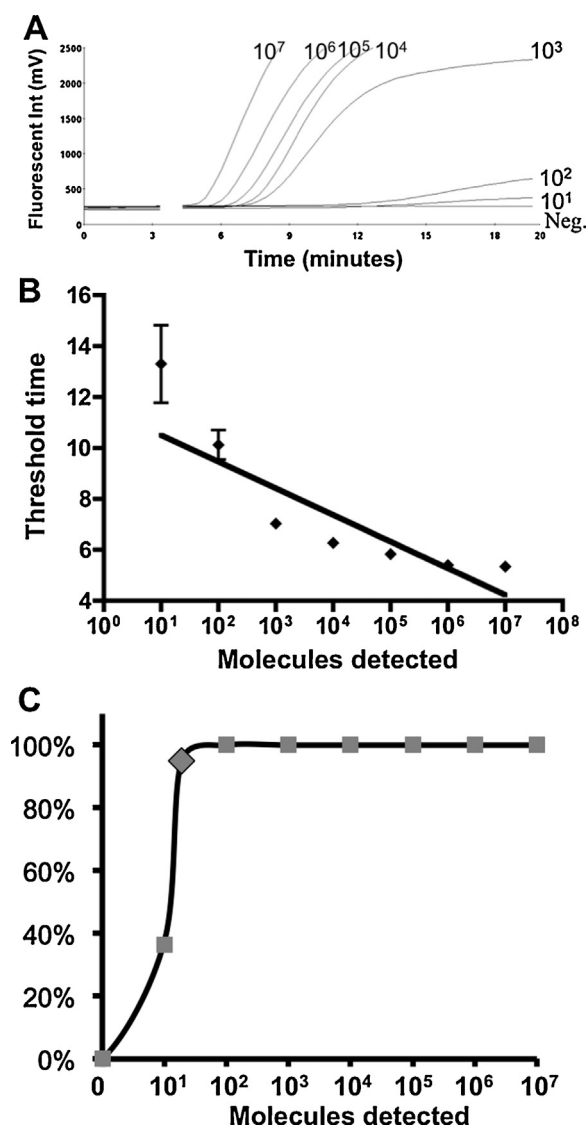 A
Fluorescent Int (mV)
2500
2000
1500
1000
500
0
10⁷
10⁶
10⁵
10⁴
10³
10²
10¹
Neg.
0 3 6 9 12 15 18 20
Time (minutes)
B
Threshold time
16
14
12
10
8
6
4
10⁰ 10¹ 10² 10³ 10⁴ 10⁵ 10⁶ 10⁷ 10⁸
Molecules detected
C
100%
80%
60%
40%
20%
0%
0 10¹ 10² 10³ 10⁴ 10⁵ 10⁶ 10⁷
Molecules detected